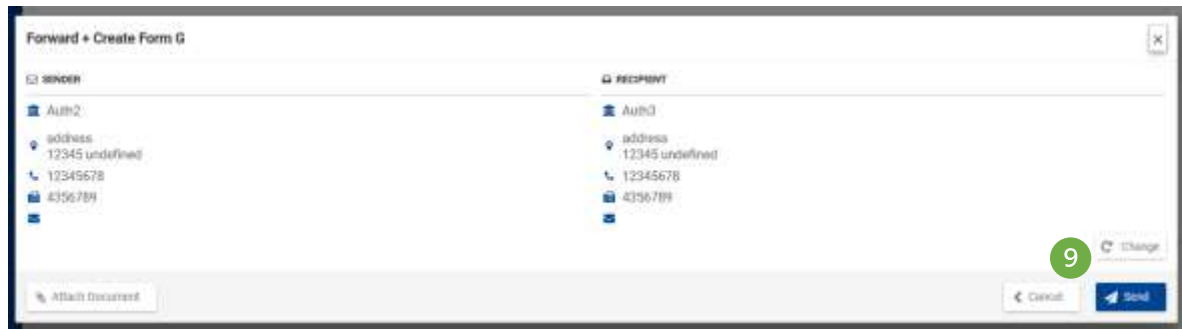 Forward + Create Form G
×
SENDER
RECIPIENT
Auth2
Auth3
address
12345 undefined
address
12345 undefined
12345678
12345678
4356789
4356789
9
Change
Attach Document
Cancel
Send